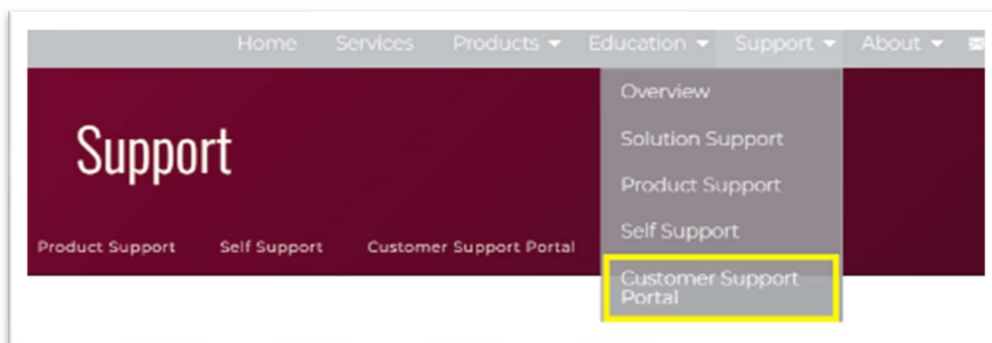 Home Services Products Education Support About
Overview
Solution Support
Support
Product Support
Self Support
Product Support Self Support Customer Support Portal
Customer Support
Portal